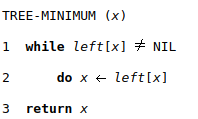 TREE-MINIMUM (x)
1 while left[x] ≠ NIL
2 do x ← left[x]
3 return x